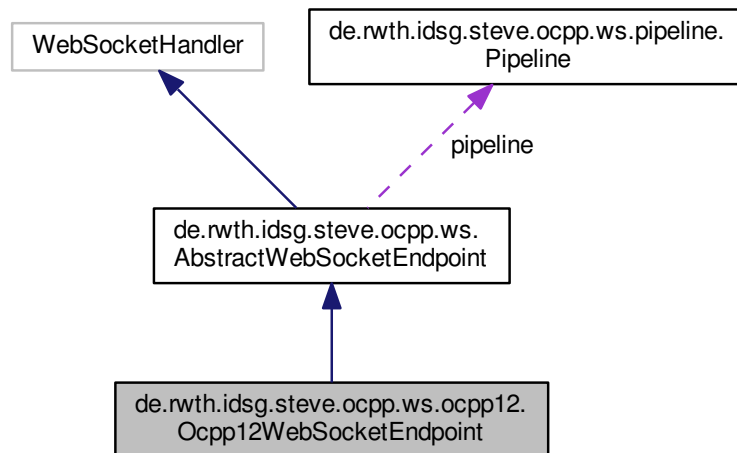 WebSocketHandler
de.rwth.idsg.steve.ocpp.ws.pipeline.
Pipeline
pipeline
de.rwth.idsg.steve.ocpp.ws.
AbstractWebSocketEndpoint
de.rwth.idsg.steve.ocpp.ws.ocpp12.
Ocpp12WebSocketEndpoint